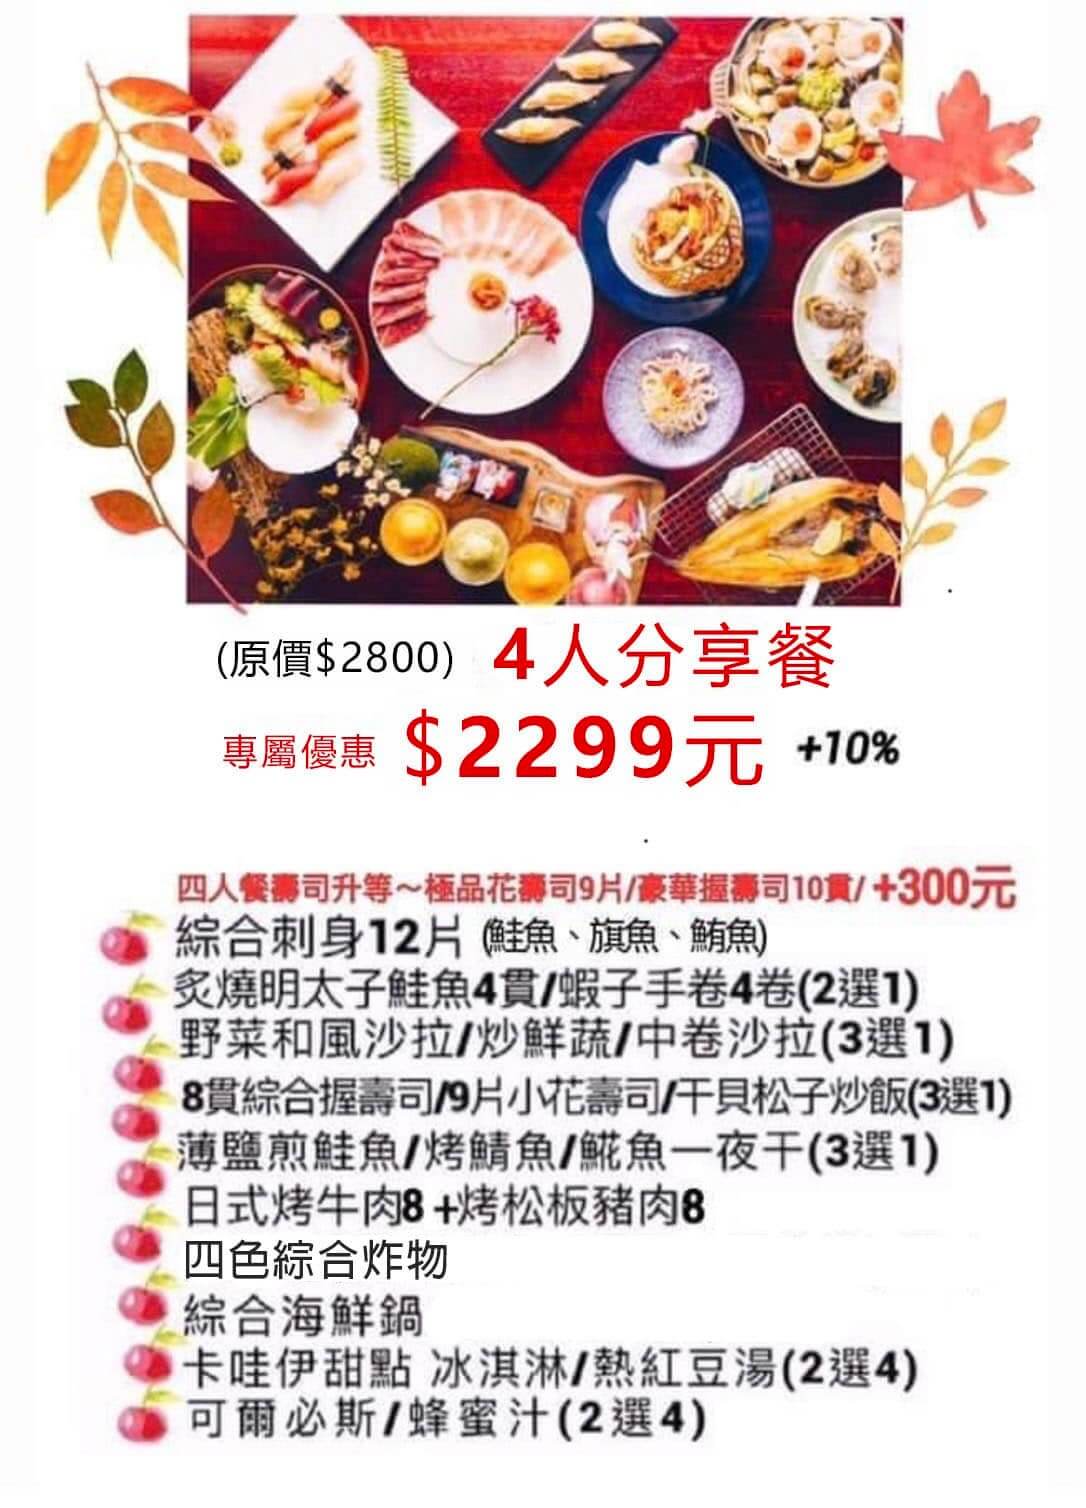 (原價$2800) 4人分享餐
專屬優惠 $2299元 +10%
四人餐壽司升等～極品花壽司9片/豪華握壽司10貫/+300元
綜合刺身12片 (鮭魚、旗魚、鮪魚)
炙燒明太子鮭魚4貫/蝦子手卷4卷(2選1)
野菜和風沙拉/炒鮮蔬/中卷沙拉(3選1)
8貫綜合握壽司/9片小花壽司/干貝松子炒飯(3選1)
薄鹽煎鮭魚/烤鯖魚/鯱魚一夜干(3選1)
日式烤牛肉8+烤松板豬肉8
四色綜合炸物
綜合海鮮鍋
卡哇伊甜點 冰淇淋/熱紅豆湯(2選4)
可爾必斯/蜂蜜汁(2選4)